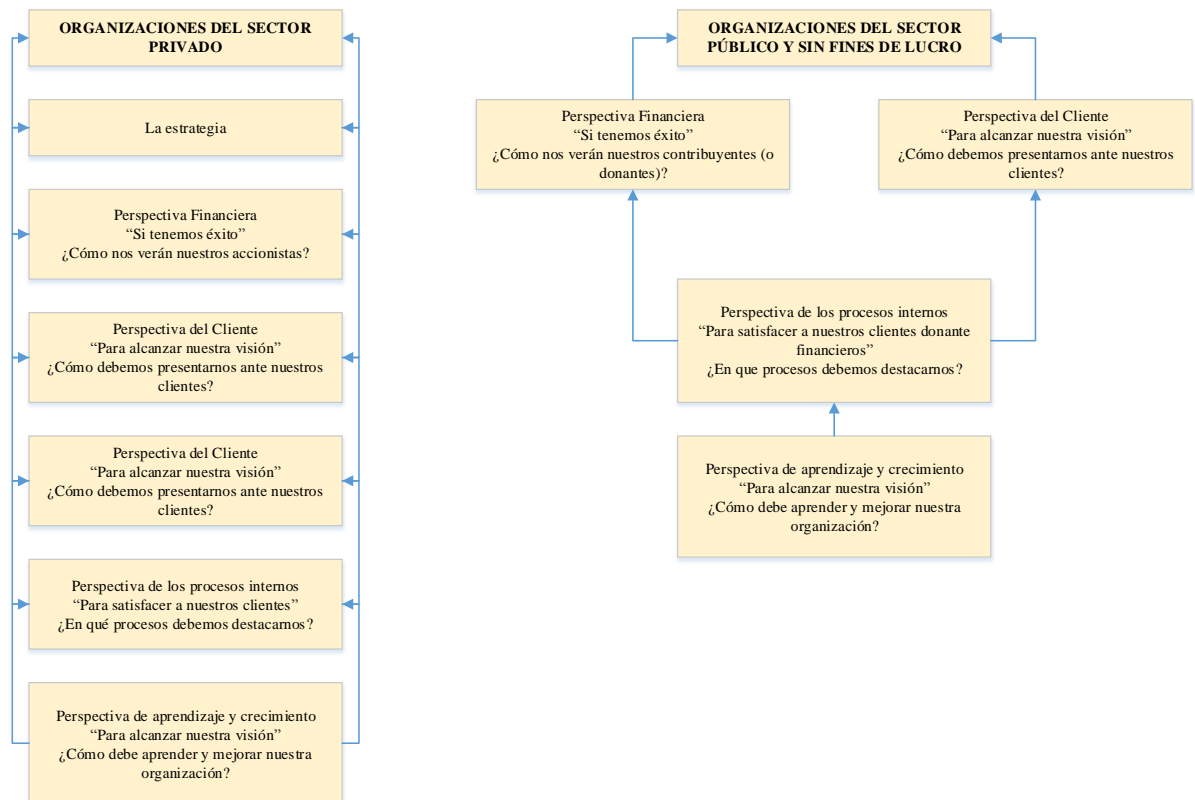 ORGANIZACIONES DEL SECTOR
PRIVADO
La estrategia
Perspectiva Financiera
“Si tenemos éxito”
¿Cómo nos verán nuestros accionistas?
Perspectiva del Cliente
“Para alcanzar nuestra visión”
¿Cómo debemos presentarnos ante nuestros
clientes?
Perspectiva del Cliente
“Para alcanzar nuestra visión”
¿Cómo debemos presentarnos ante nuestros
clientes?
Perspectiva de los procesos internos
“Para satisfacer a nuestros clientes”
¿En qué procesos debemos destacarnos?
Perspectiva de aprendizaje y crecimiento
“Para alcanzar nuestra visión”
¿Cómo debe aprender y mejorar nuestra
organización?
ORGANIZACIONES DEL SECTOR
PÚBLICO Y SIN FINES DE LUCRO
Perspectiva Financiera
“Si tenemos éxito”
¿Cómo nos verán nuestros contribuyentes (o
donantes)?
Perspectiva del Cliente
“Para alcanzar nuestra visión”
¿Cómo debemos presentarnos ante nuestros
clientes?
Perspectiva de los procesos internos
“Para satisfacer a nuestros clientes donante
financieros”
¿En que procesos debemos destacarnos?
Perspectiva de aprendizaje y crecimiento
“Para alcanzar nuestra visión”
¿Cómo debe aprender y mejorar nuestra
organización?